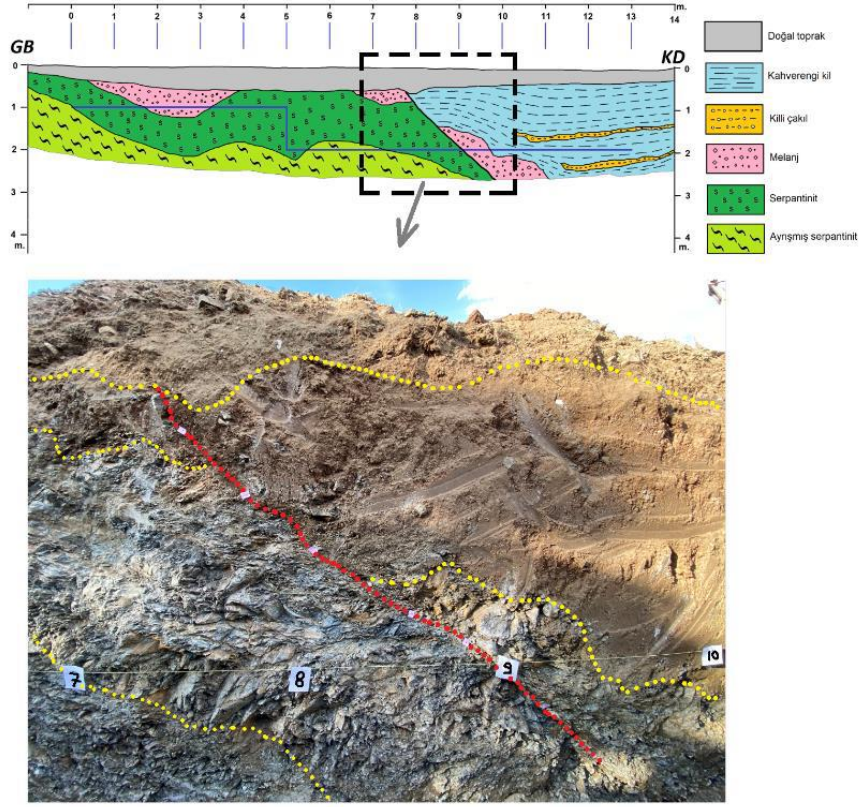 m.
0 1 2 3 4 5 6 7 8 9 10 11 12 13 14
GB
KD
0
1
2
3
4
m.
0
1
2
3
4
m.
Doğal toprak
Kahverengi kil
Killi çakıl
Melanj
Serpantinit
Ayrışmış serpantinit
7
8
9
10